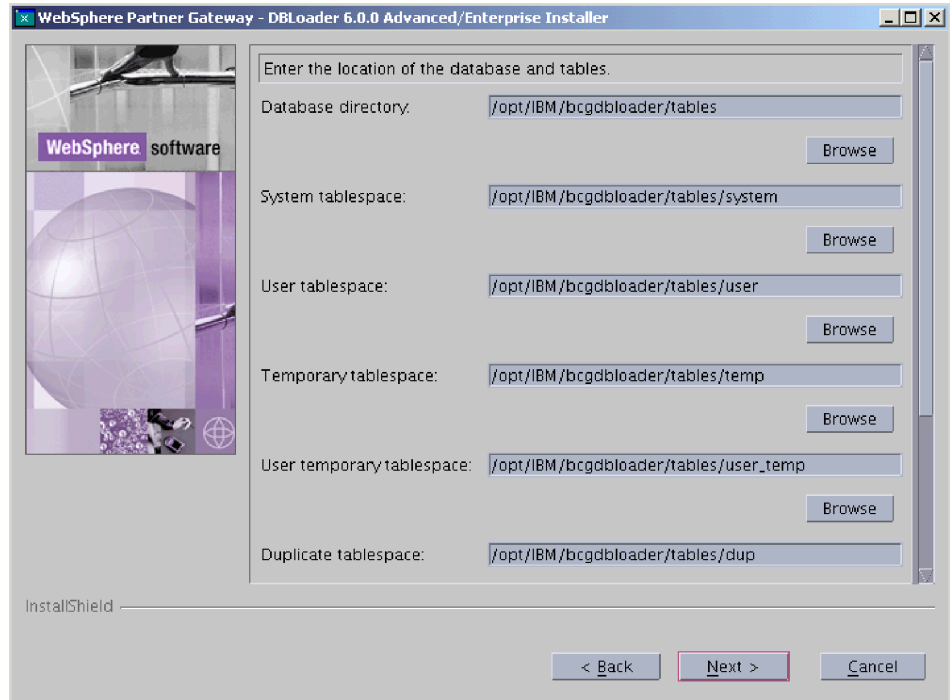 WebSphere Partner Gateway - DBLoader 6.0.0 Advanced/Enterprise Installer
WebSphere software
Enter the location of the database and tables.
Database directory: /opt/IBM/bcgdbloader/tables
Browse
System tablespace: /opt/IBM/bcgdbloader/tables/system
Browse
User tablespace: /opt/IBM/bcgdbloader/tables/user
Browse
Temporary tablespace: /opt/IBM/bcgdbloader/tables/temp
Browse
User temporary tablespace: /opt/IBM/bcgdbloader/tables/user_temp
Browse
Duplicate tablespace: /opt/IBM/bcgdbloader/tables/dup
InstallShield
< Back Next > Cancel